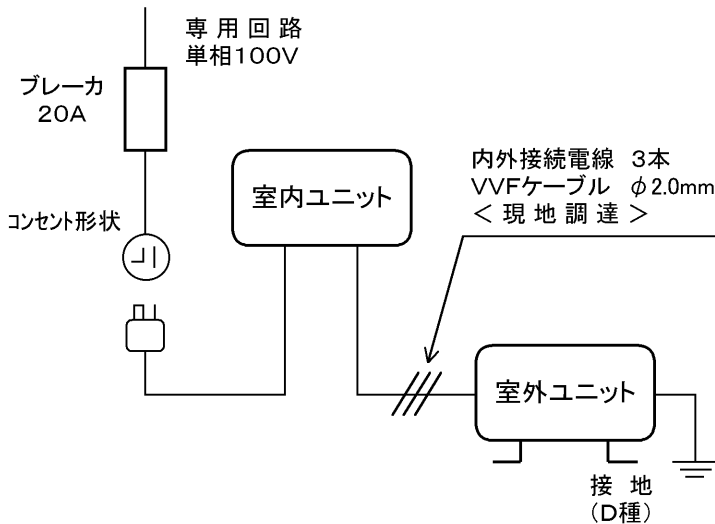 専用回路
単相100V
ブレーカ
20A
コンセント形状
室内ユニット
内外接続電線 3本
VVFケーブル φ2.0mm
<現地調達>
室外ユニット
接地
(D種)